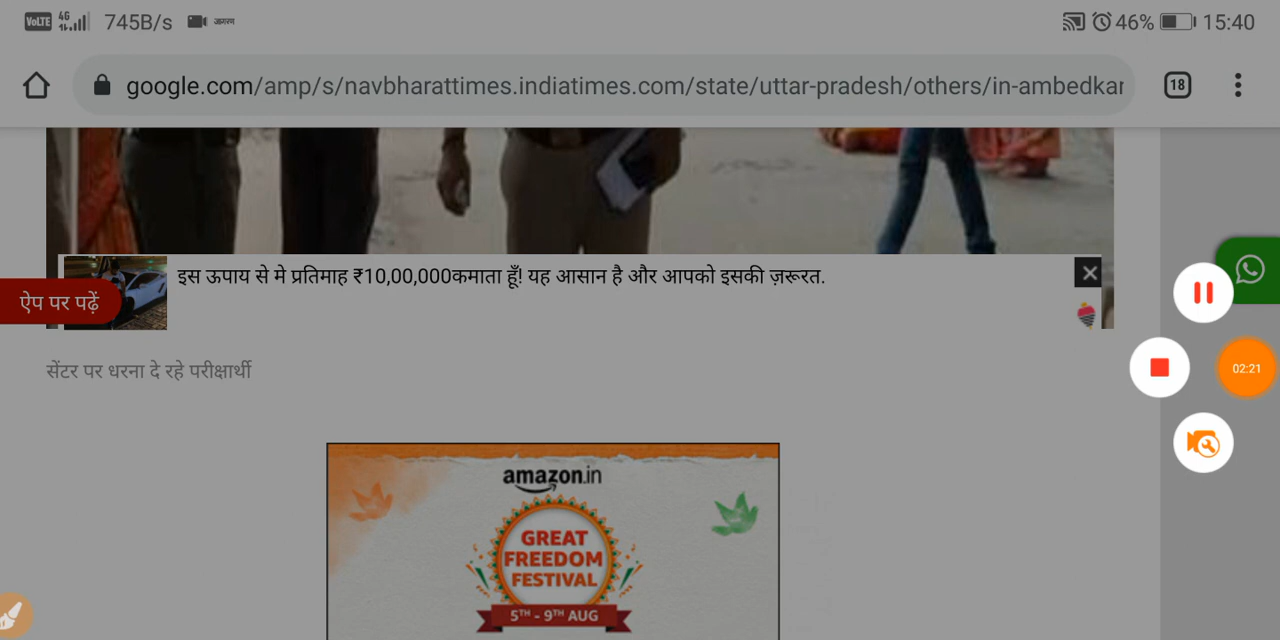 VoLTE 4G 745B/s जागरण 46% 15:40
google.com/amp/s/navbharattimes.indiatimes.com/state/uttar-pradesh/others/in-ambedkar
18
इस ऊपाय से मे प्रतिमाह ₹10,00,000कमाता हूँ! यह आसान है और आपको इसकी ज़रूरत.
ऐप पर पढ़ें
02:21
सेंटर पर धरना दे रहे परीक्षार्थी
amazon.in
GREAT
FREEDOM
FESTIVAL
5TH - 9TH AUG